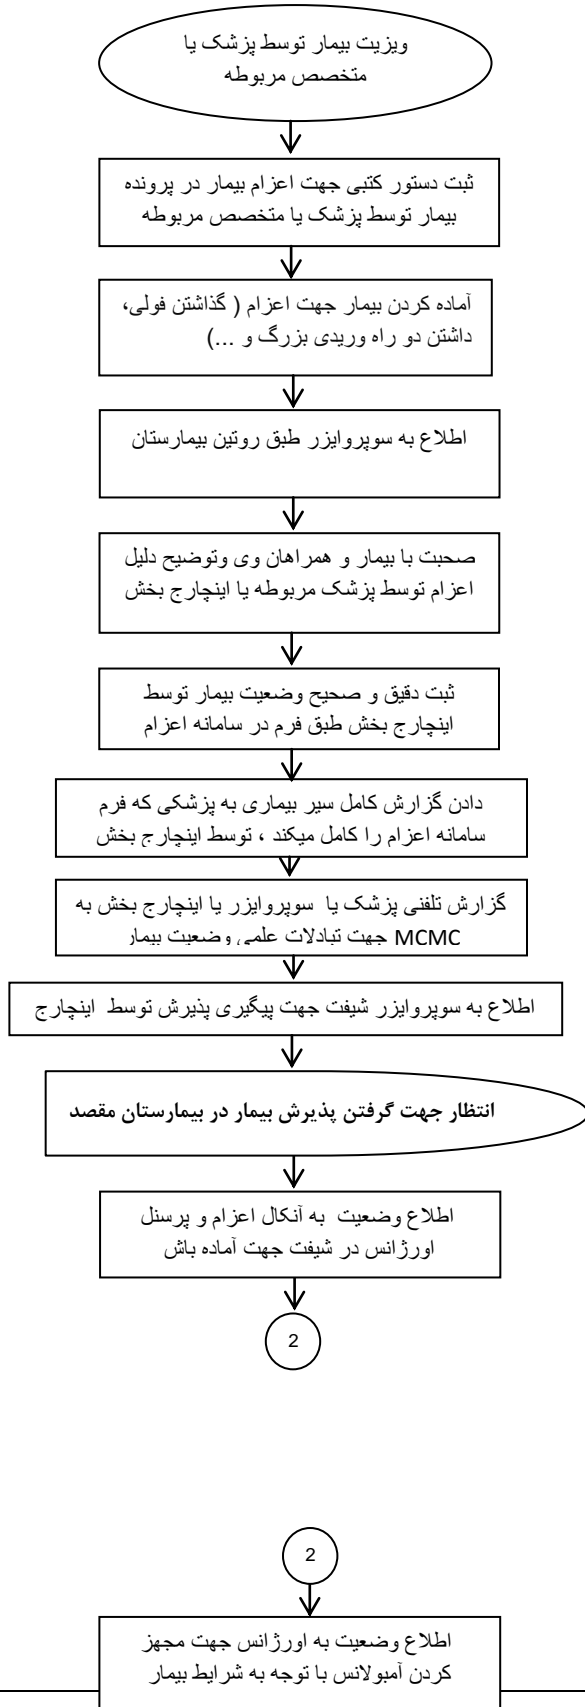 ویزیت بیمار توسط پزشک یا
متخصص مربوطه
ثبت دستور کتبی جهت اعزام بیمار در پرونده
بیمار توسط پزشک یا متخصص مربوطه
آماده کردن بیمار جهت اعزام ( گذاشتن فولی،
داشتن دو راه وریدی بزرگ و ...)
اطلاع به سوپروایزر طبق روتین بیمارستان
صحبت با بیمار و همراهان وی وتوضیح دلیل
اعزام توسط پزشک مربوطه یا اینچارج بخش
ثبت دقیق و صحیح وضعیت بیمار توسط
اینچارج بخش طبق فرم در سامانه اعزام
دادن گزارش کامل سیر بیماری به پزشکی که فرم
سامانه اعزام را کامل میکند ، توسط اینچارج بخش
گزارش تلفنی پزشک یا سوپروایزر یا اینچارج بخش به
MCMC جهت تبادلات علمی وضعیت بیمار
اطلاع به سوپروایزر شیفت جهت پیگیری پذیرش توسط اینچارج
انتظار جهت گرفتن پذیرش بیمار در بیمارستان مقصد
اطلاع وضعیت به آنکال اعزام و پرسنل
اورژانس در شیفت جهت آماده باش
2
2
اطلاع وضعیت به اورژانس جهت مجهز
کردن آمبولانس با توجه به شرایط بیمار